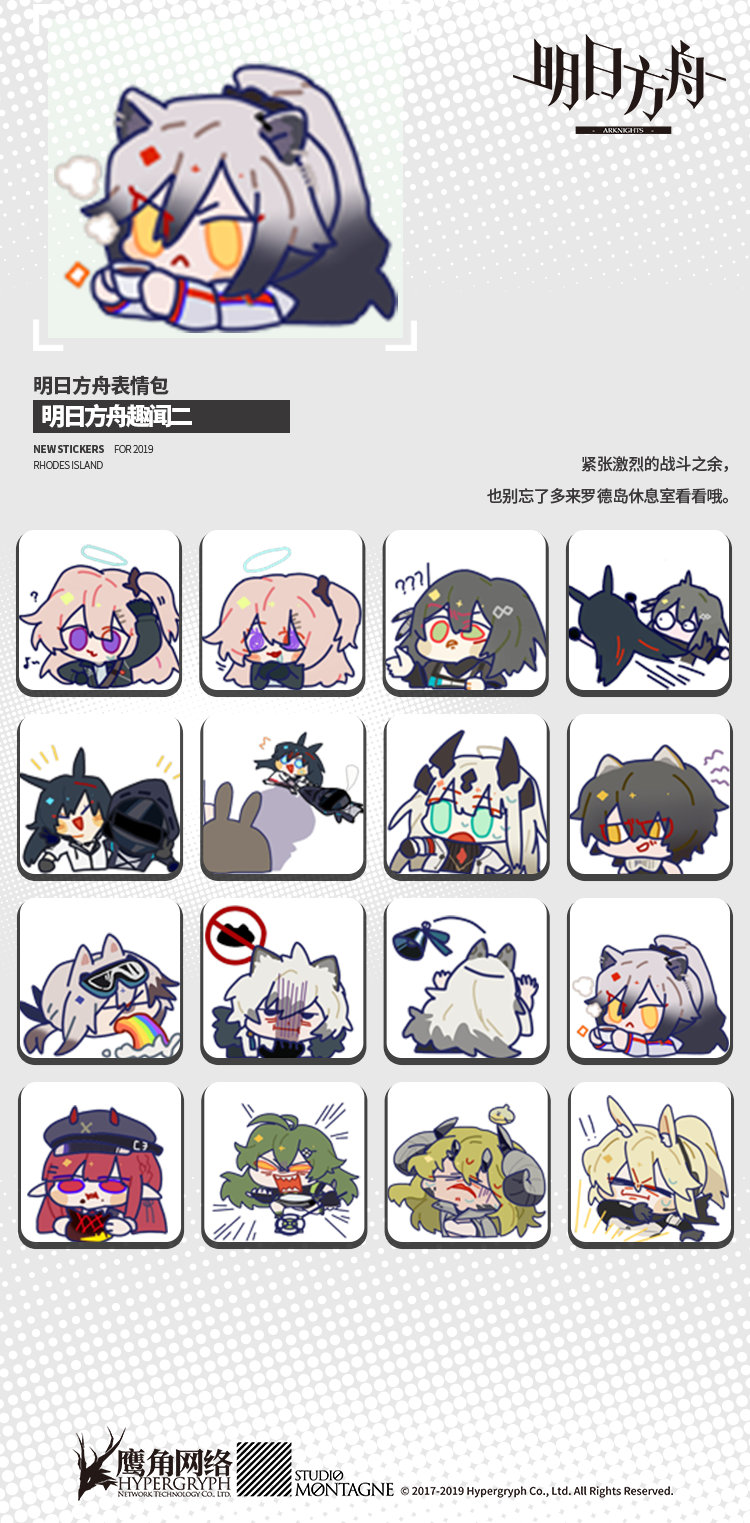 明日方舟
- ARKNIGHTS -
明日方舟表情包
明日方舟趣闻二
NEW STICKERS FOR 2019
RHODES ISLAND
紧张激烈的战斗之余，
也别忘了多来罗德岛休息室看看哦。
?
???
!!
鹰角网络
HYPERGRYPH
NETWORK TECHNOLOGY CO., LTD.
STUDIO
MØNTAGNE
© 2017-2019 Hypergryph Co., Ltd. All Rights Reserved.